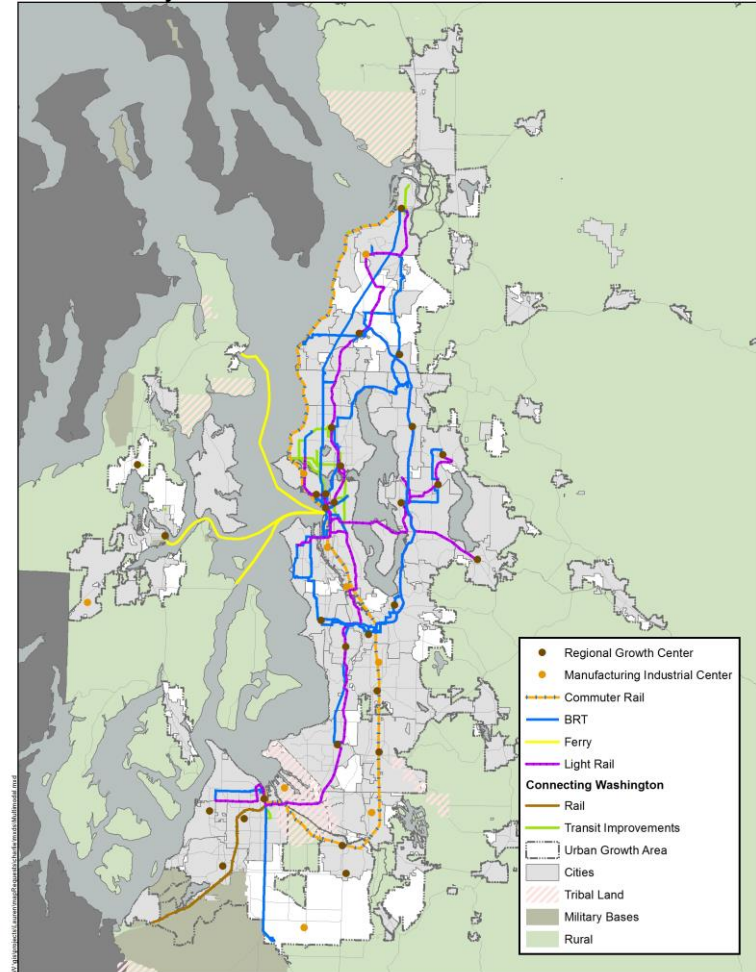 Regional Growth Center
Manufacturing Industrial Center
Commuter Rail
BRT
Ferry
Light Rail
Connecting Washington
Rail
Transit Improvements
Urban Growth Area
Cities
Tribal Land
Military Bases
Rural